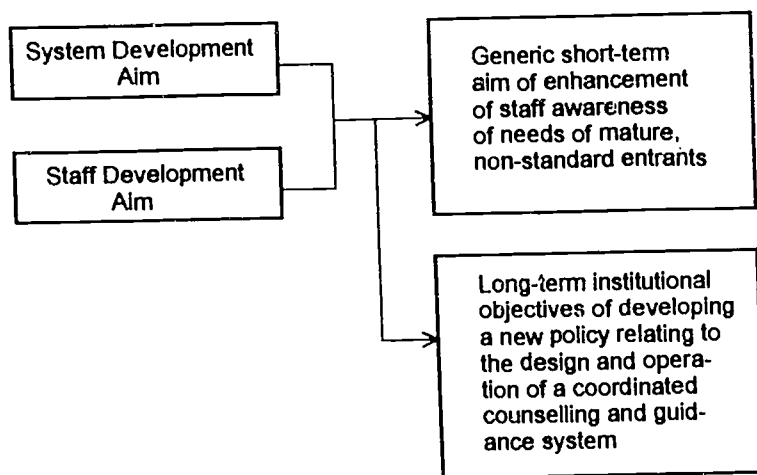 System Development
Aim
Staff Development
Aim
Generic short-term
aim of enhancement
of staff awareness
of needs of mature,
non-standard entrants
Long-term institutional
objectives of developing
a new policy relating to
the design and opera-
tion of a coordinated
counselling and guid-
ance system